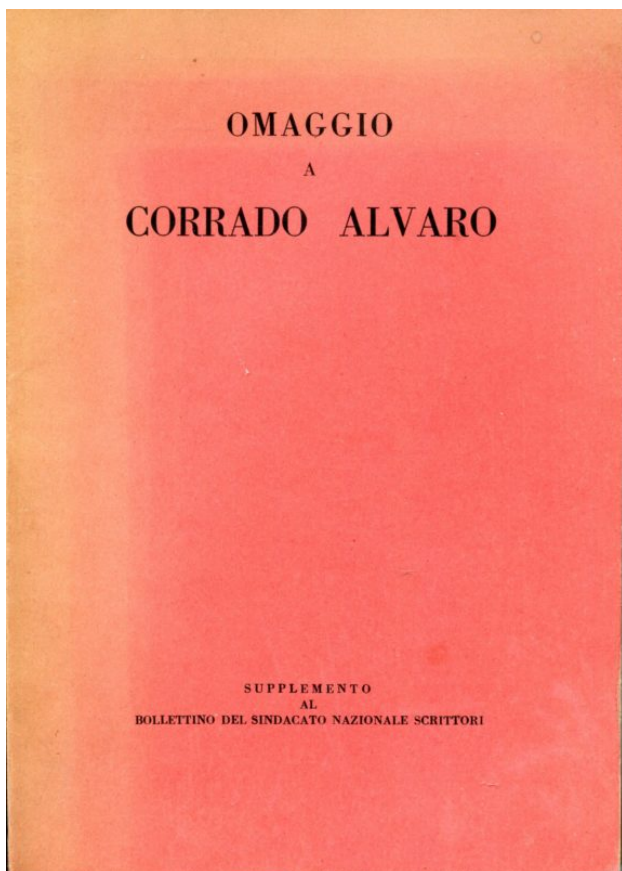 OMAGGIO
A
CORRADO ALVARO
SUPPLEMENTO
AL
BOLLETTINO DEL SINDACATO NAZIONALE SCRITTORI